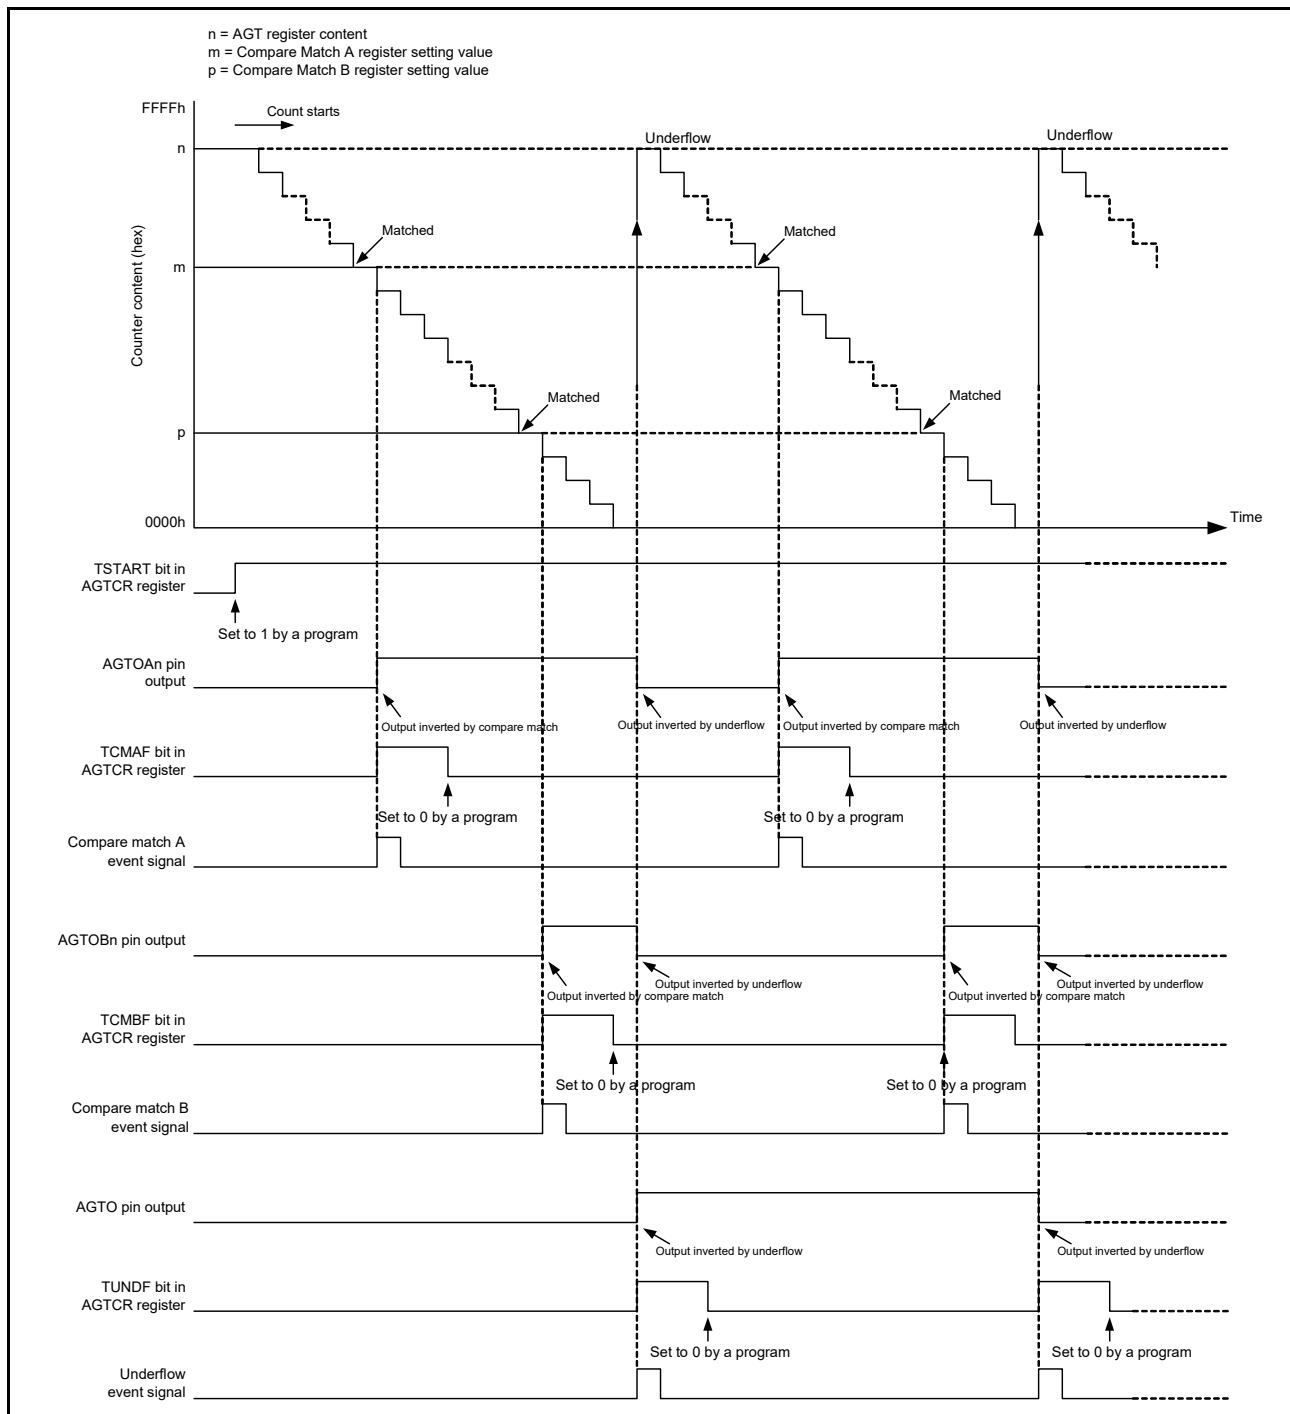 n = AGT register content
m = Compare Match A register setting value
p = Compare Match B register setting value
FFFFh
Count starts
Underflow
Underflow
n
Matched
Matched
Counter content (hex)
m
Matched
Matched
p
0000h
Time
TSTART bit in
AGTCR register
Set to 1 by a program
AGTOAn pin
output
Output inverted by compare match
Output inverted by underflow
Output inverted by compare match
Output inverted by underflow
TCMAF bit in
AGTCR register
Set to 0 by a program
Set to 0 by a program
Compare match A
event signal
AGTOBn pin output
Output inverted by underflow
Output inverted by underflow
Output inverted by compare match
Output inverted by compare match
TCMBF bit in
AGTCR register
Set to 0 by a program
Set to 0 by a program
Compare match B
event signal
AGTO pin output
Output inverted by underflow
Output inverted by underflow
TUNDF bit in
AGTCR register
Set to 0 by a program
Set to 0 by a program
Underflow
event signal